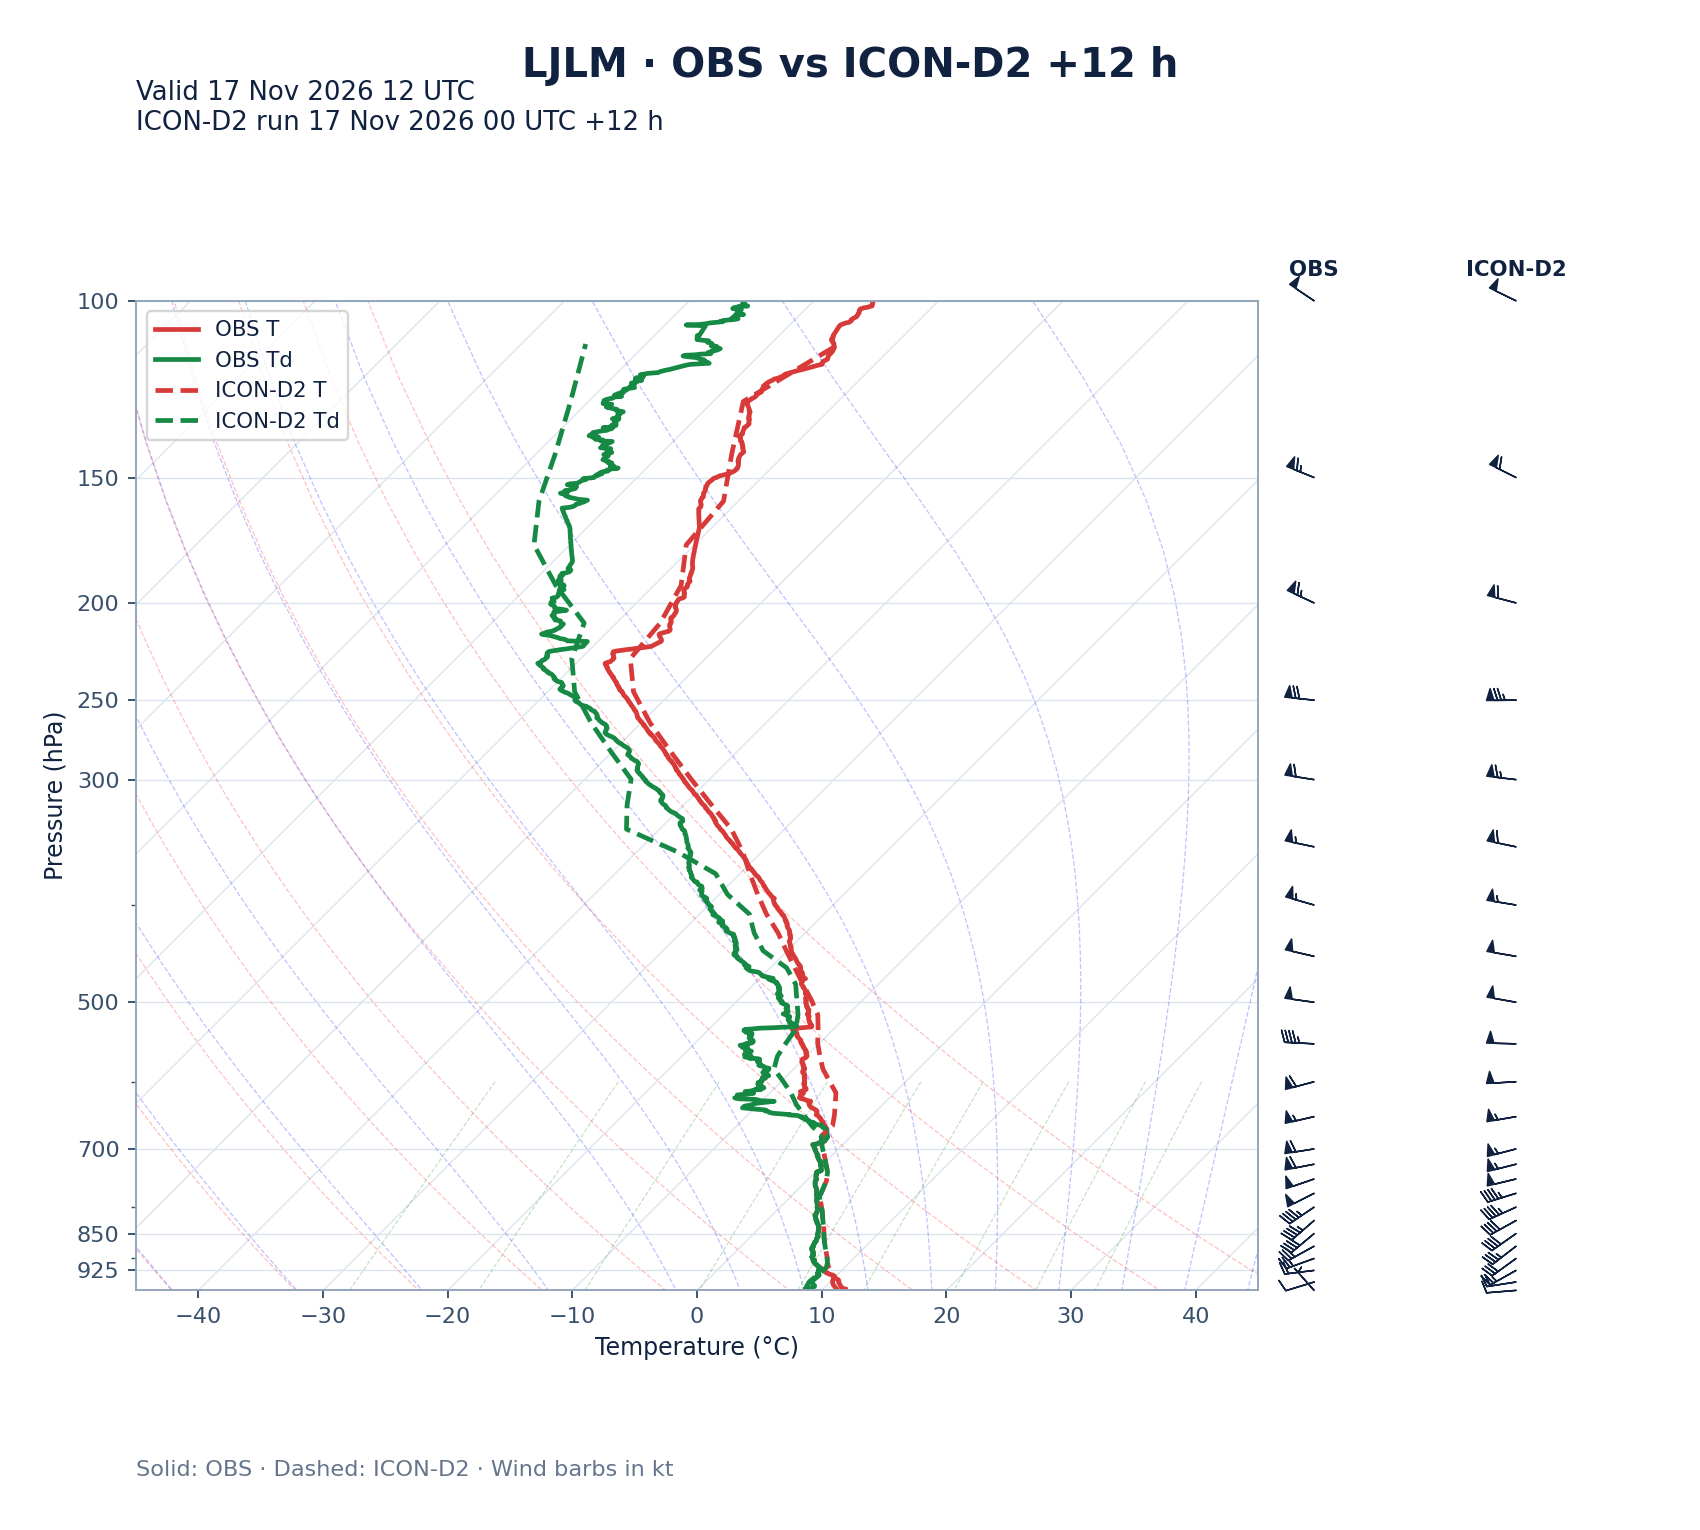 LJLM · OBS vs ICON-D2 +12 h
Valid 17 Nov 2026 12 UTC
ICON-D2 run 17 Nov 2026 00 UTC +12 h
OBS
ICON-D2
OBS T
OBS Td
ICON-D2 T
ICON-D2 Td
100
150
200
250
300
500
700
850
925
Pressure (hPa)
−40
−30
−20
−10
0
10
20
30
40
Temperature (°C)
Solid: OBS · Dashed: ICON-D2 · Wind barbs in kt